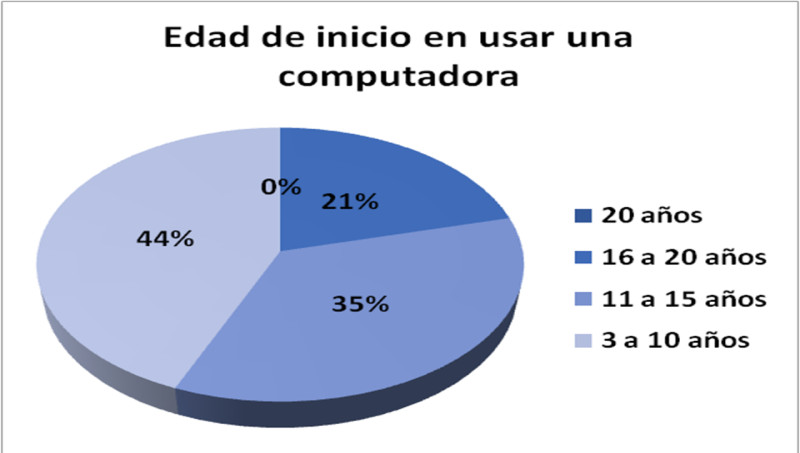 Edad de inicio en usar una
computadora
0%
21%
44%
35%
20 años
16 a 20 años
11 a 15 años
3 a 10 años